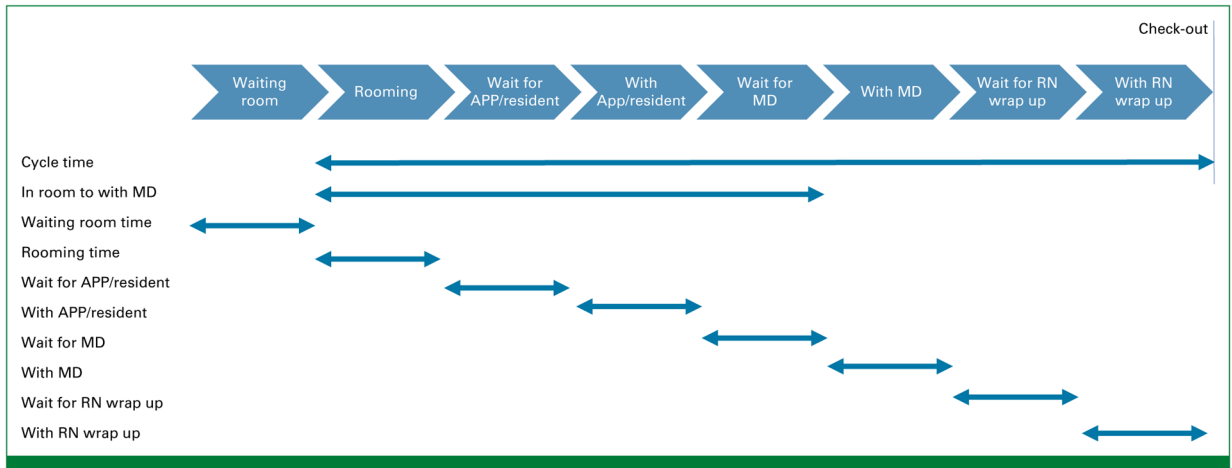 Check-out
Waiting
room
Rooming
Wait for
APP/resident
With
App/resident
Wait for
MD
With MD
Wait for RN
wrap up
With RN
wrap up
Cycle time
In room to with MD
Waiting room time
Rooming time
Wait for APP/resident
With APP/resident
Wait for MD
With MD
Wait for RN wrap up
With RN wrap up